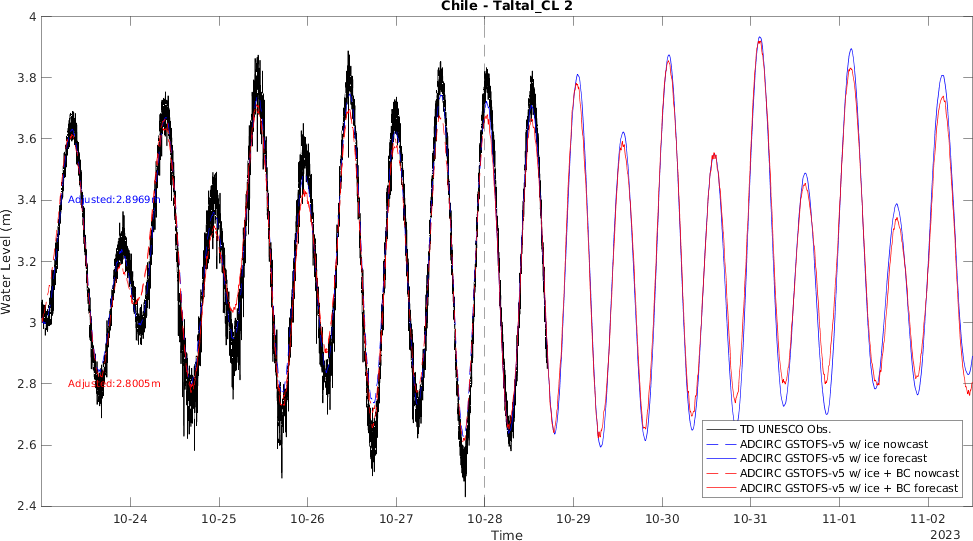 Chile - Taltal_CL 2
4
3.8
3.6
3.4
3.2
3
2.8
2.6
2.4
Water Level (m)
Adjusted:2.8969m
Adjusted:2.8005m
TD UNESCO Obs.
ADCIRC GSTOFS-v5 w/ ice nowcast
ADCIRC GSTOFS-v5 w/ ice forecast
ADCIRC GSTOFS-v5 w/ ice + BC nowcast
ADCIRC GSTOFS-v5 w/ ice + BC forecast
10-24 10-25 10-26 10-27 10-28 10-29 10-30 10-31 11-01 11-02
2023
Time